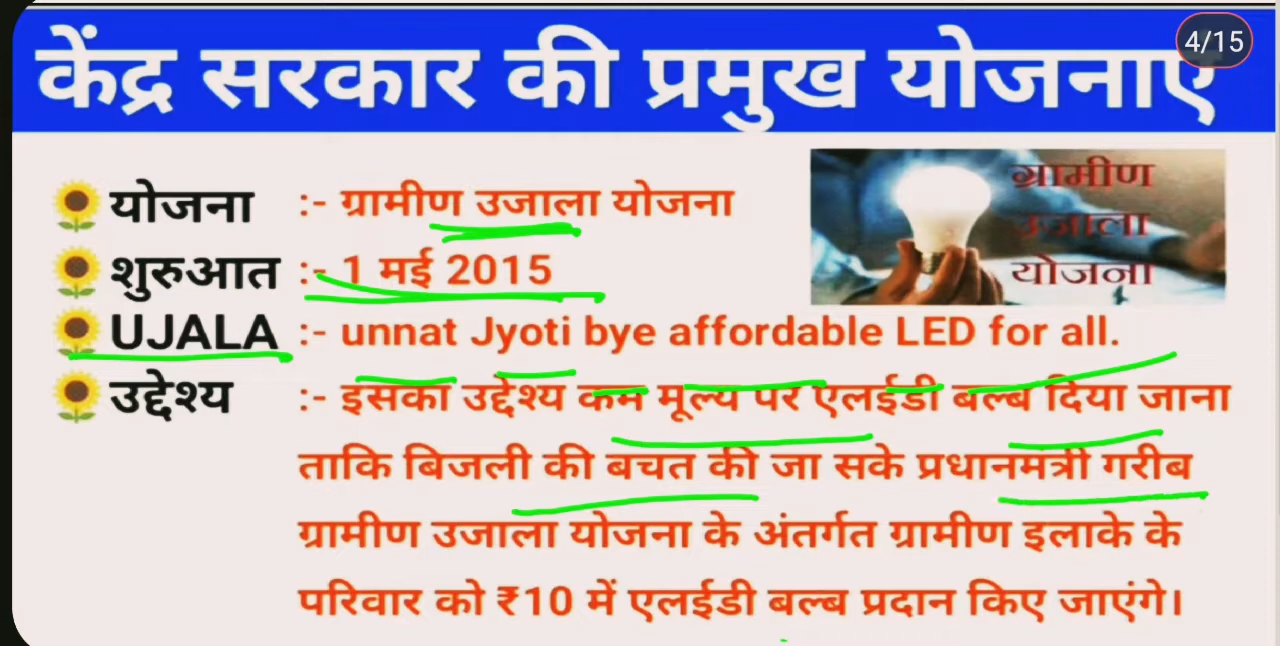 केंद्र सरकार की प्रमुख योजनाए
4/15
योजना :- ग्रामीण उजाला योजना
ग्रामीण
उजाला
योजना
शुरुआत :- 1 मई 2015
UJALA :- unnat Jyoti bye affordable LED for all.
उद्देश्य :- इसका उद्देश्य कम मूल्य पर एलईडी बल्ब दिया जाना
ताकि बिजली की बचत की जा सके प्रधानमंत्री गरीब
ग्रामीण उजाला योजना के अंतर्गत ग्रामीण इलाके के
परिवार को ₹10 में एलईडी बल्ब प्रदान किए जाएंगे।